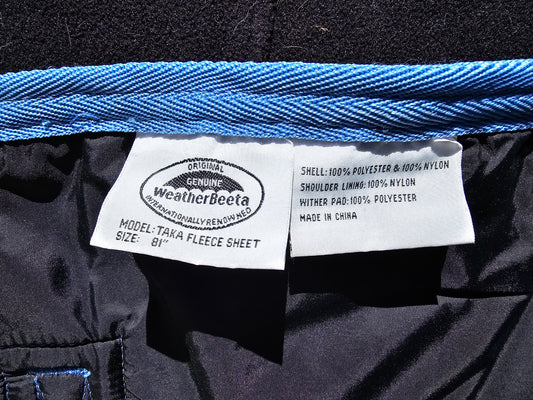 ORIGINAL
GENUINE
WeatherBeeta
INTERNATIONALLY RENOWNED
MODEL: TAKA FLEECE SHEET
SIZE: 81"
SHELL: 100% POLYESTER & 100% NYLON
SHOULDER LINING: 100% NYLON
WITHER PAD: 100% POLYESTER
MADE IN CHINA